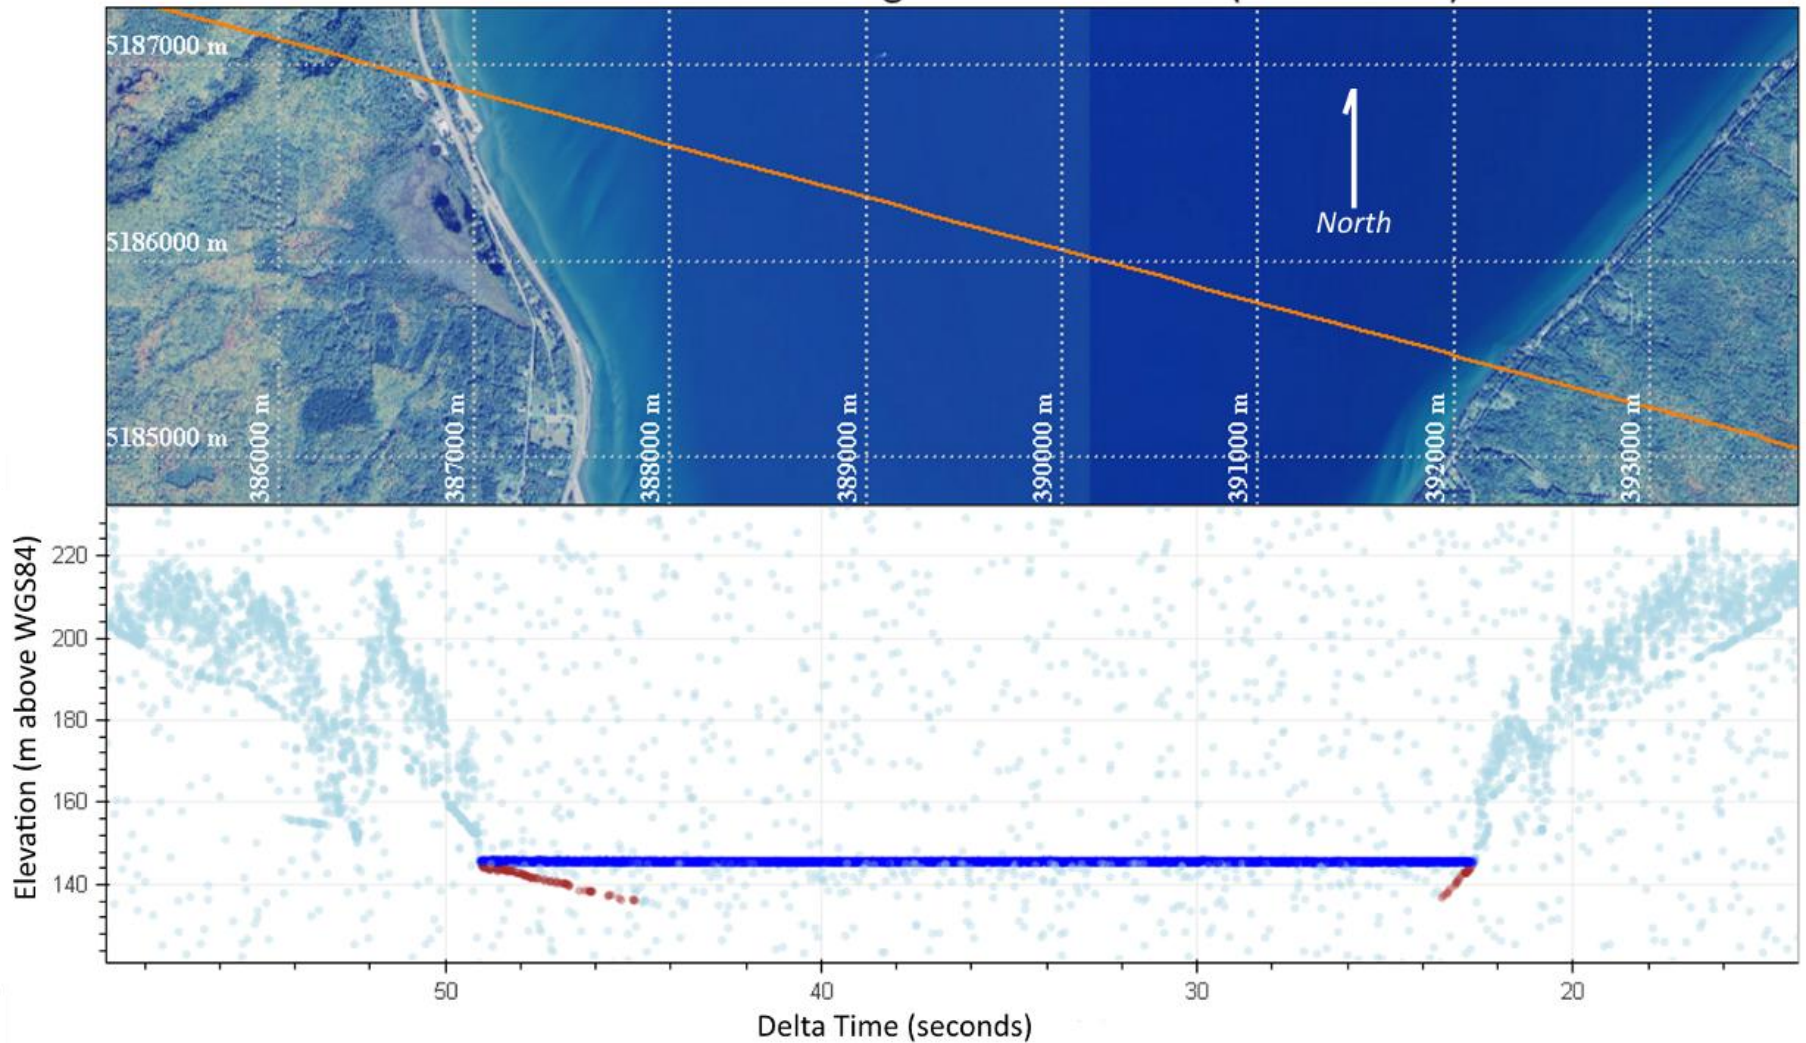 5187000 m
North
5186000 m
5185000 m
386000 m
387000 m
388000 m
389000 m
390000 m
391000 m
392000 m
393000 m
Elevation (m above WGS84)
220
200
180
160
140
50
40
30
20
Delta Time (seconds)